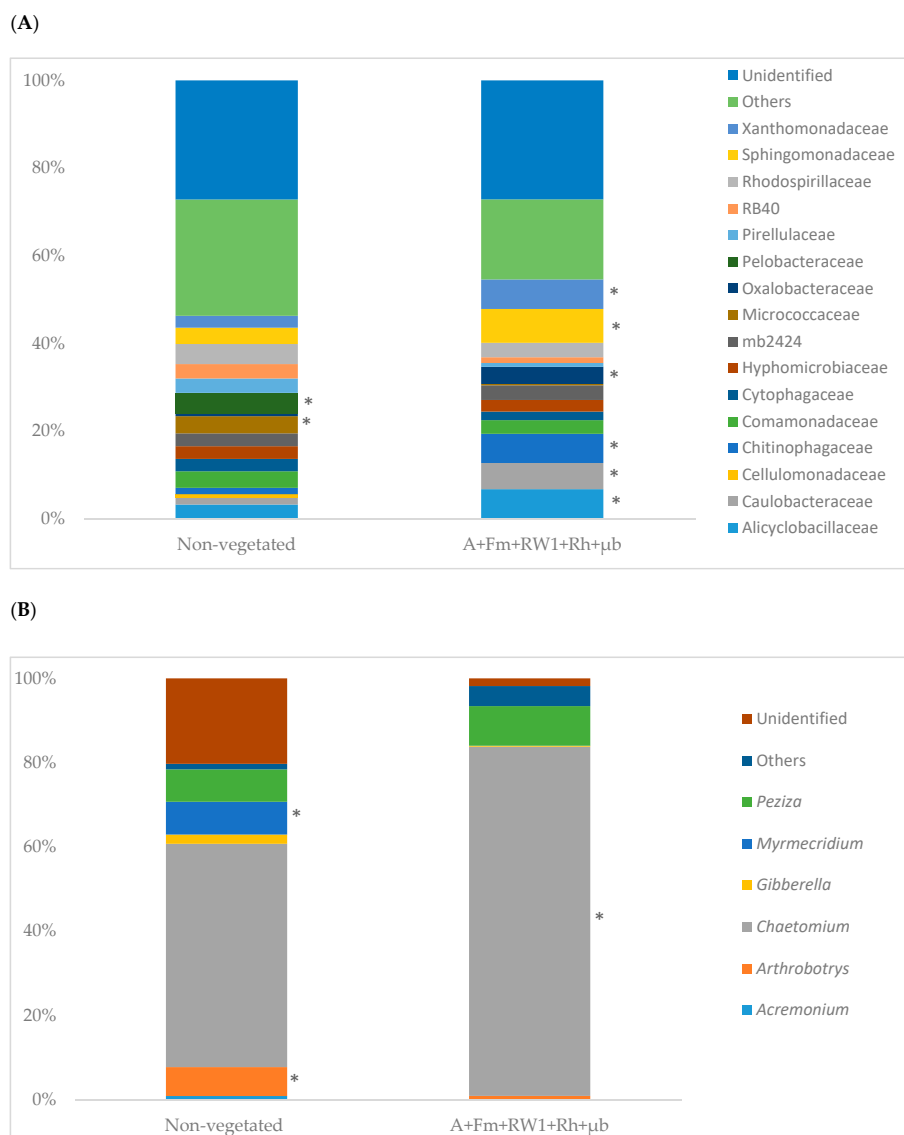 (A)
100%
80%
60%
40%
20%
0%
*
*
*
*
*
*
*
*
Non-vegetated
A+Fm+RW1+Rh+μb
Unidentified
Others
Xanthomonadaceae
Sphingomonadaceae
Rhodospirillaceae
RB40
Pirellulaceae
Pelobacteraceae
Oxalobacteraceae
Micrococcaceae
mb2424
Hyphomicrobiaceae
Cytophagaceae
Comamonadaceae
Chitinophagaceae
Cellulomonadaceae
Caulobacteraceae
Alicyclobacillaceae
(B)
100%
80%
60%
40%
20%
0%
*
*
*
Non-vegetated
A+Fm+RW1+Rh+μb
Unidentified
Others
Peziza
Myrmecridium
Gibberella
Chaetomium
Arthrobotrys
Acremonium